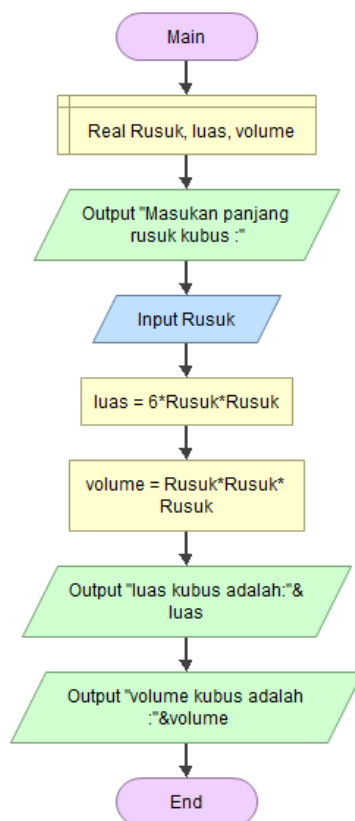 Main
Real Rusuk, luas, volume
Output "Masukan panjang
rusuk kubus :"
Input Rusuk
luas = 6*Rusuk*Rusuk
volume = Rusuk*Rusuk*
Rusuk
Output "luas kubus adalah:"&
luas
Output "volume kubus adalah
:"&volume
End